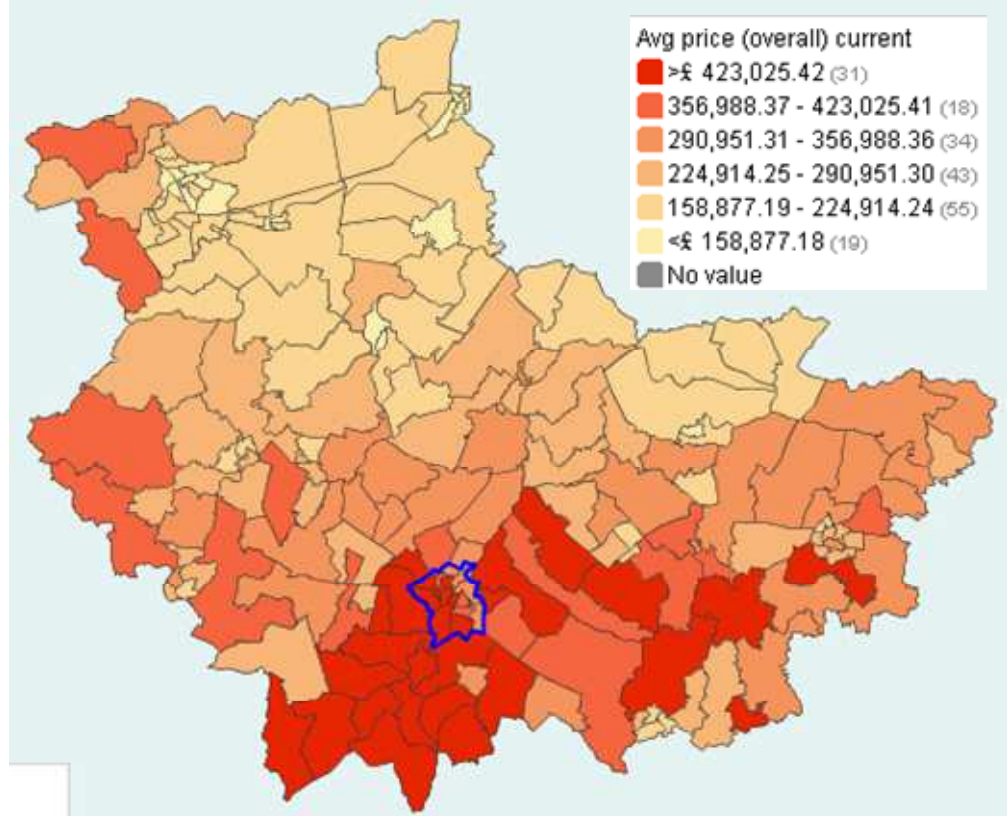 Avg price (overall) current
>£ 423,025.42 (31)
356,988.37 - 423,025.41 (18)
290,951.31 - 356,988.36 (34)
224,914.25 - 290,951.30 (43)
158,877.19 - 224,914.24 (55)
<£ 158,877.18 (19)
No value